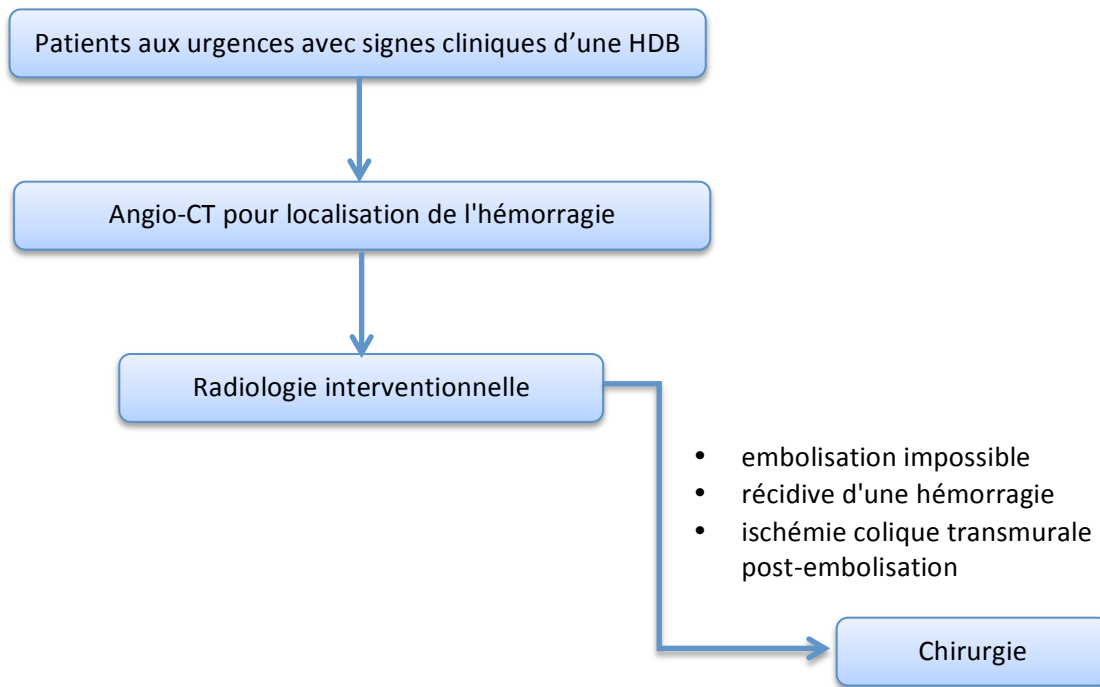 Patients aux urgences avec signes cliniques d’une HDB
Angio-CT pour localisation de l'hémorragie
Radiologie interventionnelle
• embolisation impossible
• récidive d'une hémorragie
• ischémie colique transmurale
post-embolisation
Chirurgie